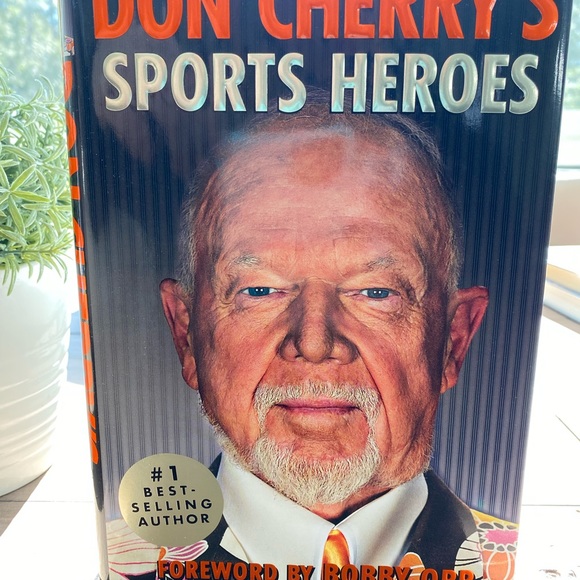 DON CHERRY'S
SPORTS HEROES
#1
BEST-
SELLING
AUTHOR
FOREWORD BY BOBBY ORR